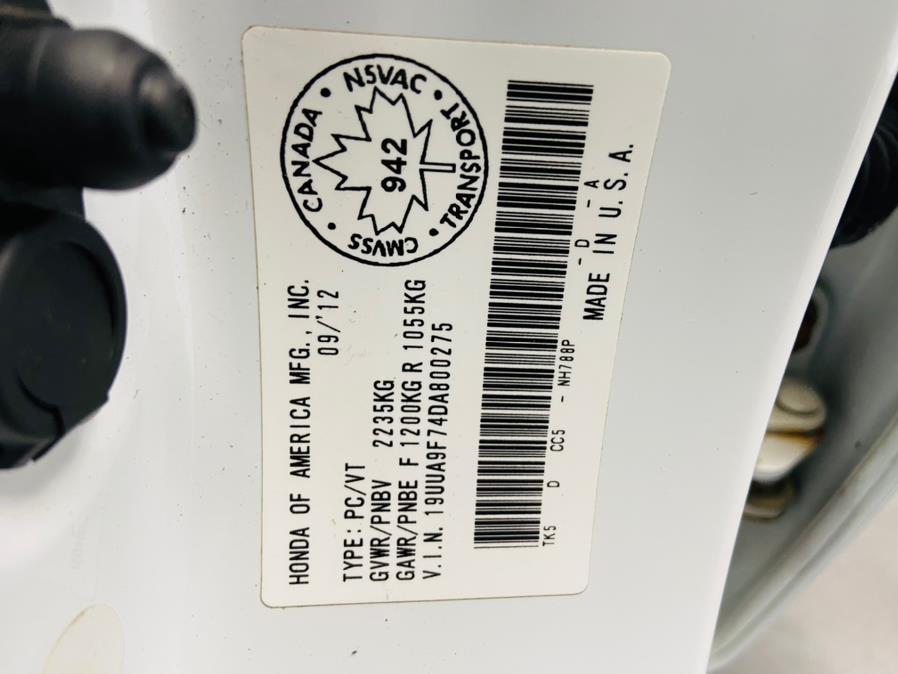 HONDA OF AMERICA MFG., INC.
09/'12
TYPE: PC/VT
GVWR/PNBV 2235KG
GAWR/PNBE F 1200KG R 1055KG
V.I.N. 19UUA9F74DA800275
CANADA • NSVAC • TRANSPORT • CMVSS •
942
TK5 D CC5 - NH788P - D - A
MADE IN U.S.A.